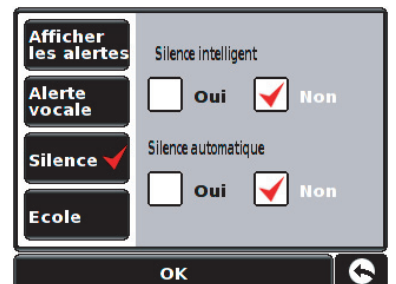 Afficher
les alertes
Alerte
vocale
Silence
Ecole
Silence intelligent
Oui Non
Silence automatique
Oui Non
OK